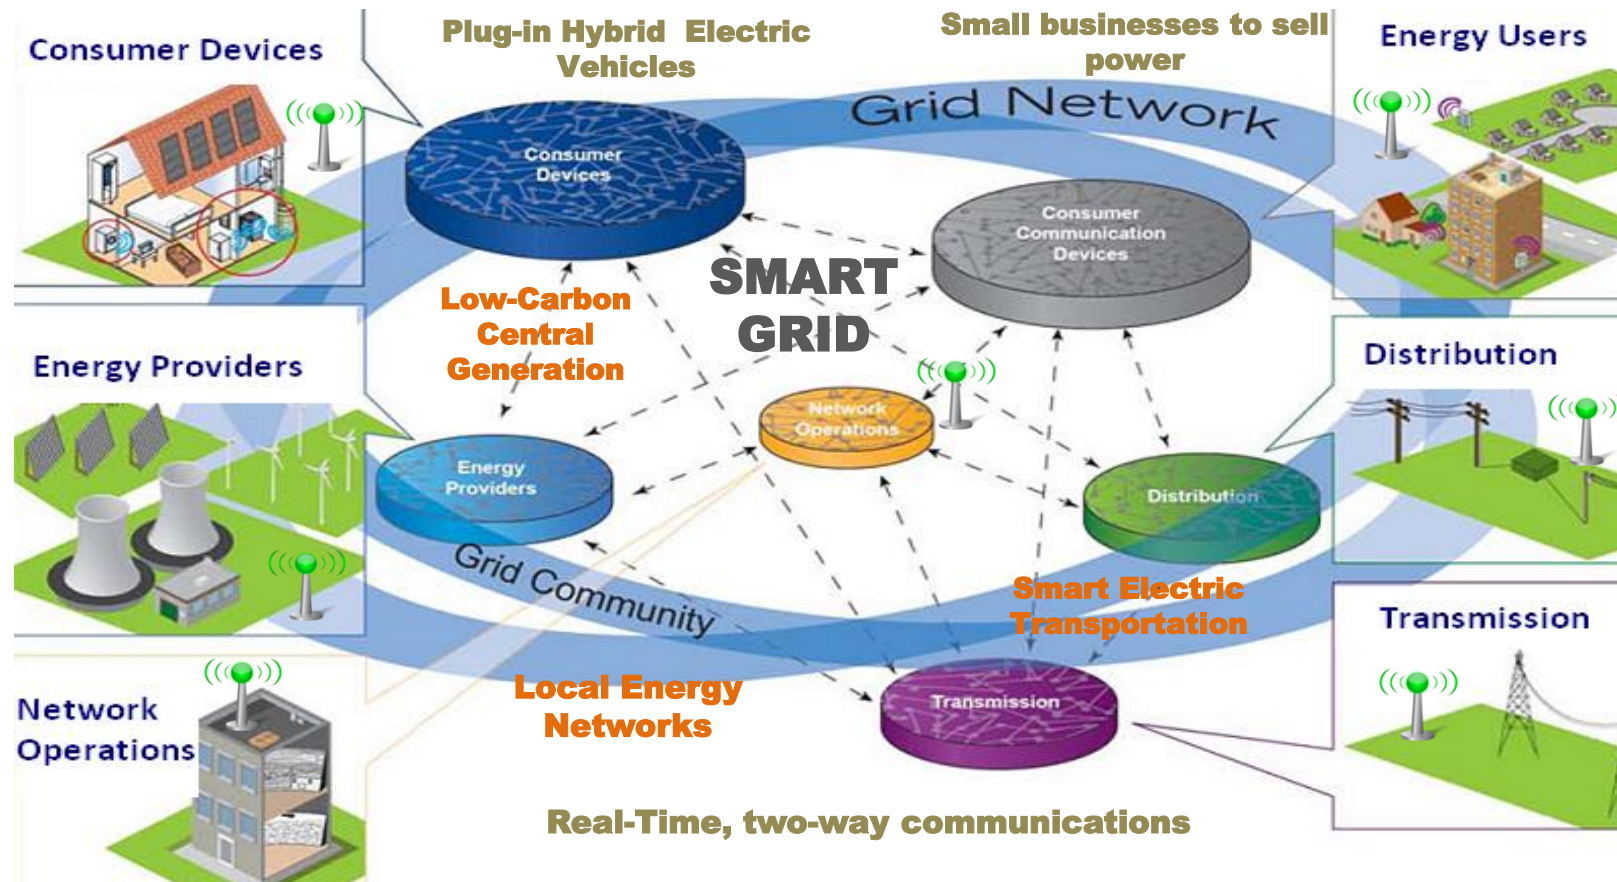 Consumer Devices
Plug-in Hybrid Electric
Vehicles
Small businesses to sell
power
Energy Users
Grid Network
Consumer
Devices
Consumer
Communication
Devices
SMART
GRID
Low-Carbon
Central
Generation
Energy Providers
Distribution
Network
Operations
Energy
Providers
Distribution
Grid Community
Smart Electric
Transportation
Transmission
Network
Operations
Local Energy
Networks
Transmission
Real-Time, two-way communications